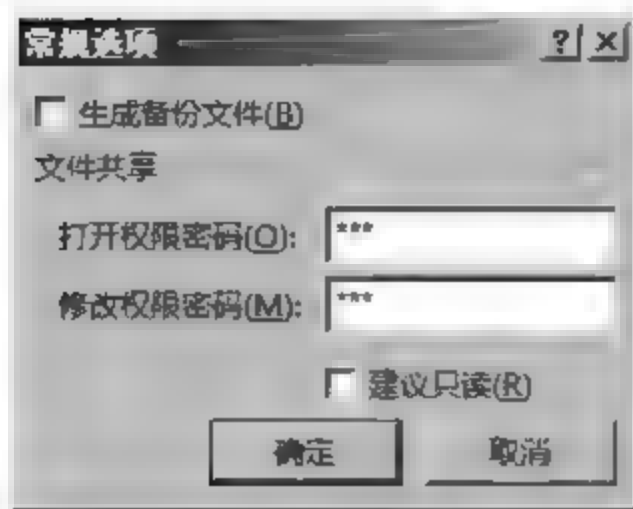 常规选项
生成备份文件(B)
文件共享
打开权限密码(O): ***
修改权限密码(M): ***
建议只读(R)
确定 取消